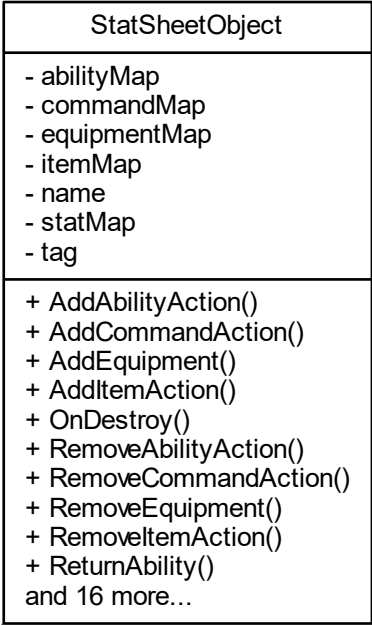 StatSheetObject
- abilityMap
- commandMap
- equipmentMap
- itemMap
- name
- statMap
- tag
+ AddAbilityAction()
+ AddCommandAction()
+ AddEquipment()
+ AddItemAction()
+ OnDestroy()
+ RemoveAbilityAction()
+ RemoveCommandAction()
+ RemoveEquipment()
+ RemoveItemAction()
+ ReturnAbility()
and 16 more...